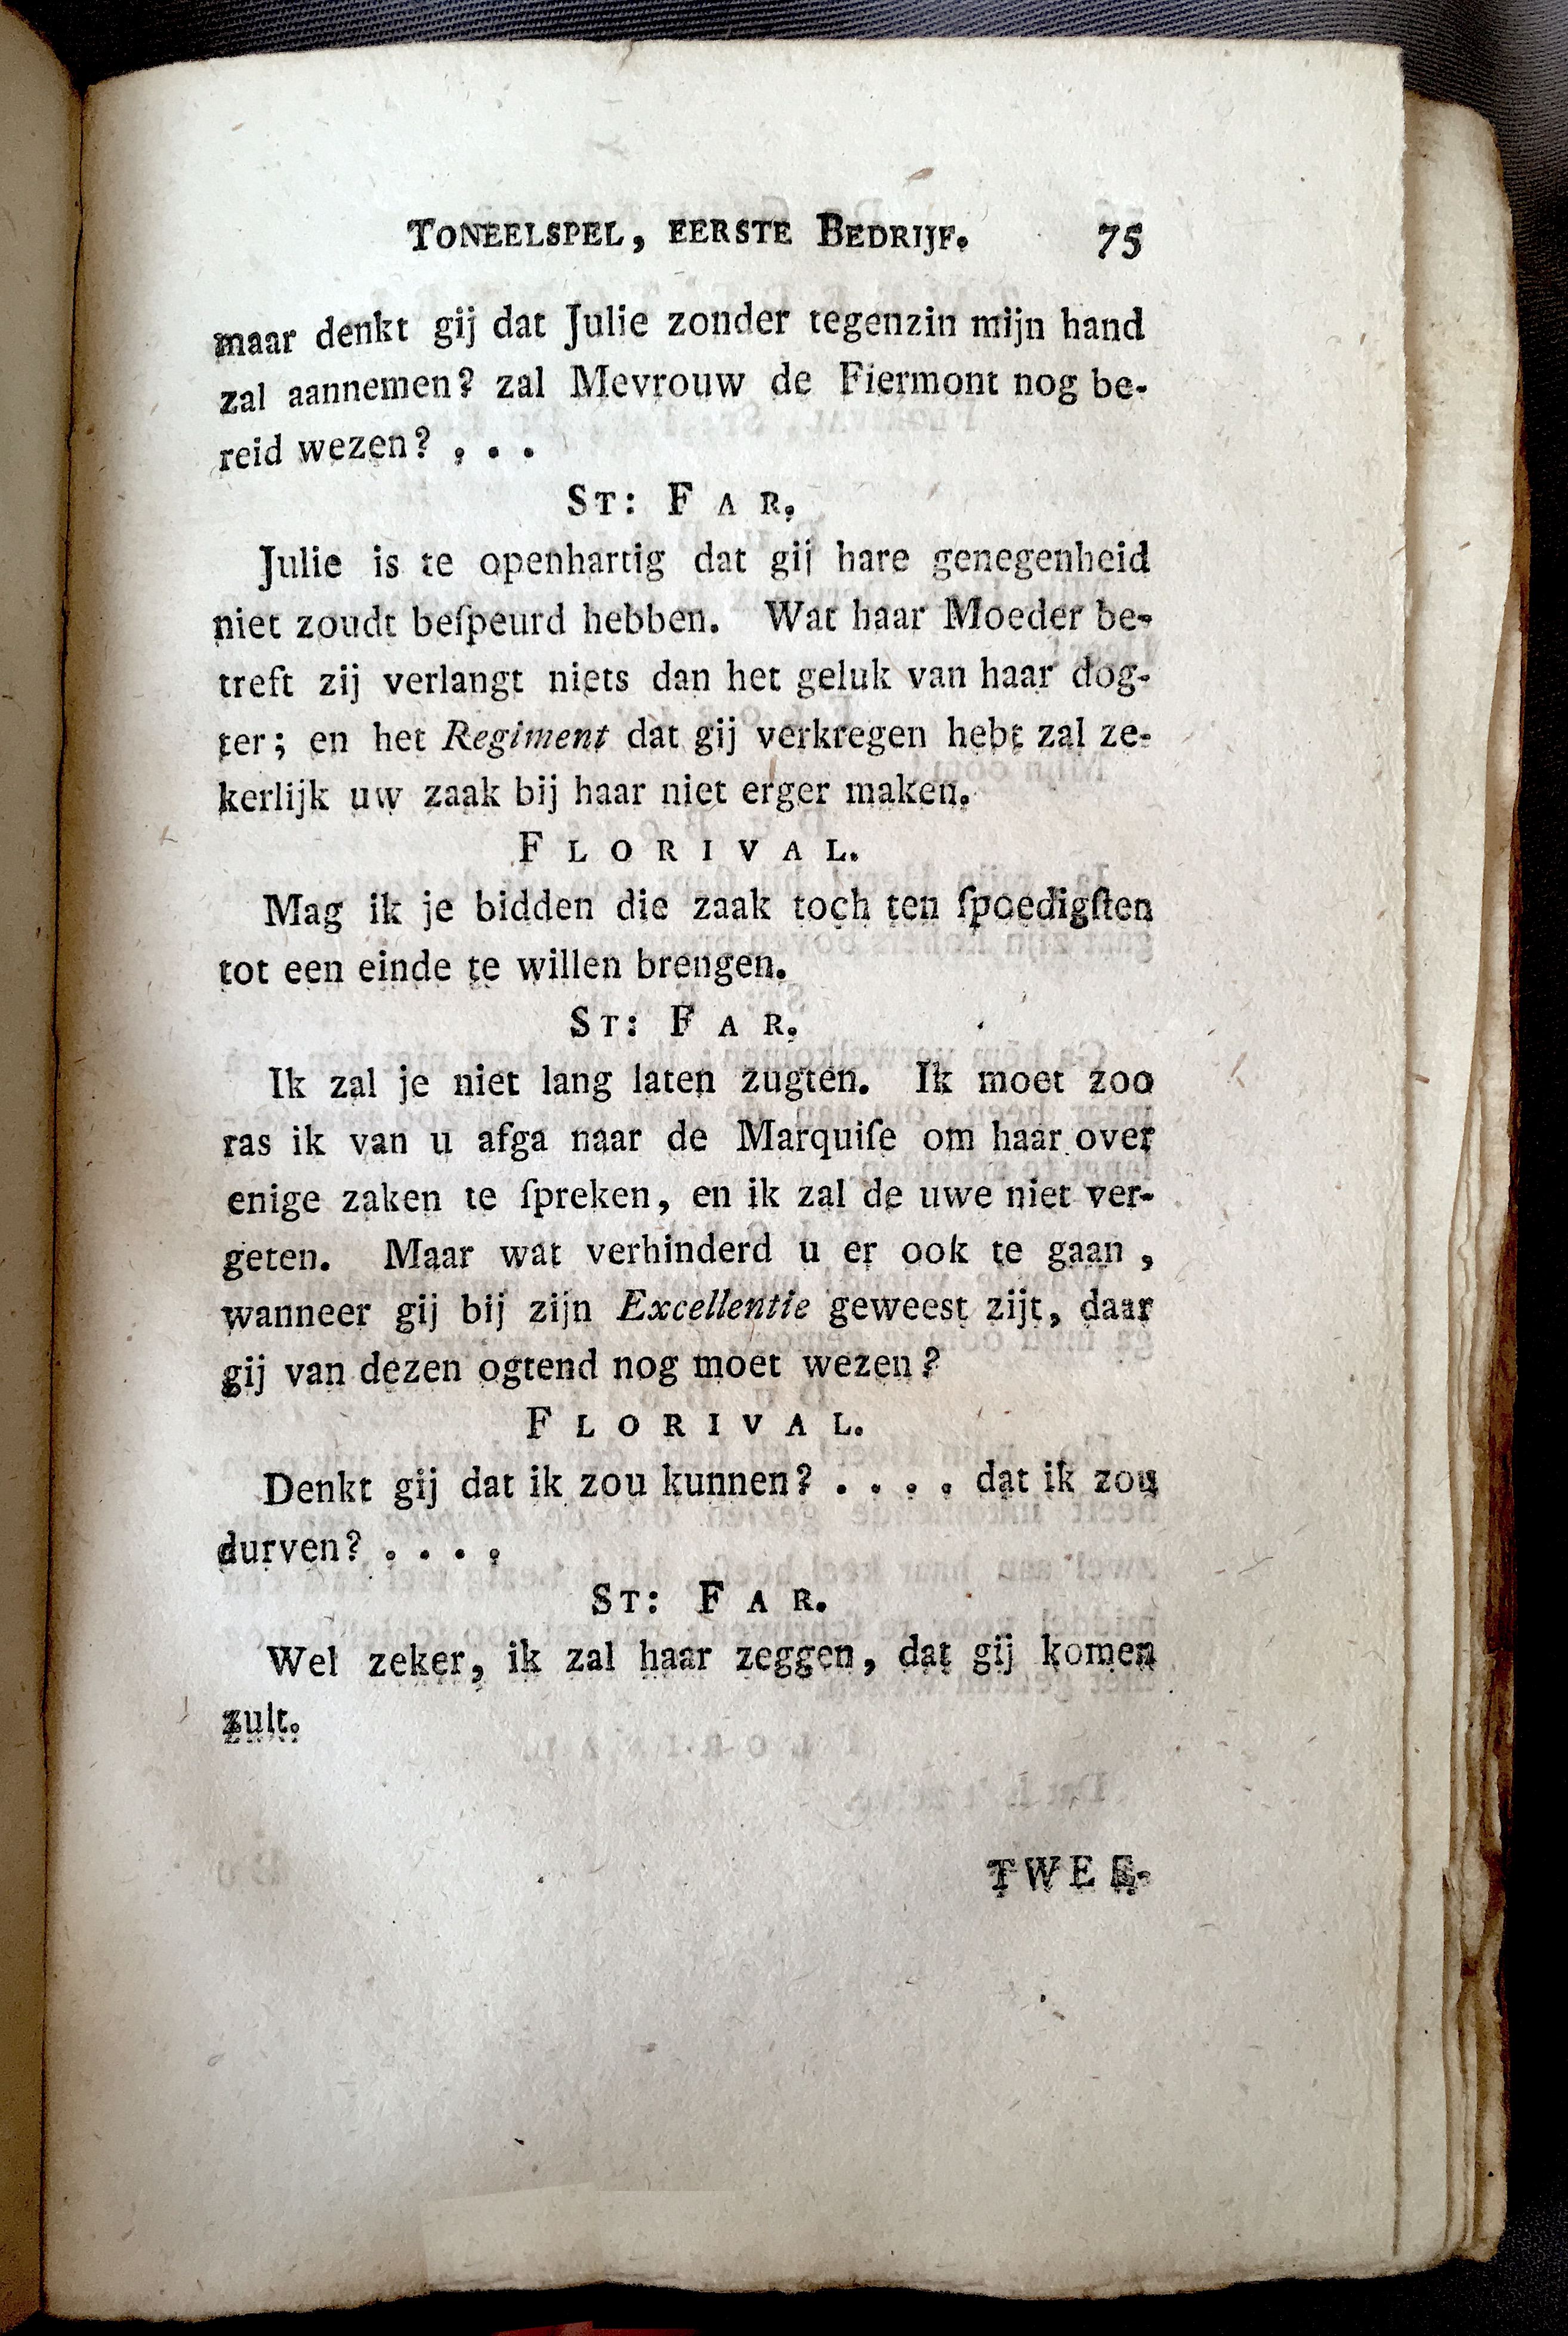 TONEELSPEL, EERSTE BEDRIJF. 75
maar denkt gij dat Julie zonder tegenzin mijn hand
zal aannemen? zal Mevrouw de Fiermont nog be-
reid wezen? . . .
ST: FAR.
Julie is te openhartig dat gij hare genegenheid
niet zoudt beſpeurd hebben. Wat haar Moeder be-
treft zij verlangt niets dan het geluk van haar dog-
ter; en het Regiment dat gij verkregen hebt zal ze-
kerlijk uw zaak bij haar niet erger maken.
FLORIVAL.
Mag ik je bidden die zaak toch ten ſpoedigſten
tot een einde te willen brengen.
ST: FAR.
Ik zal je niet lang laten zugten. Ik moet zoo
ras ik van u afga naar de Marquiſe om haar over
enige zaken te ſpreken, en ik zal de uwe niet ver-
geten. Maar wat verhinderd u er ook te gaan,
wanneer gij bij zijn Excellentie geweest zijt, daar
gij van dezen ogtend nog moet wezen?
FLORIVAL.
Denkt gij dat ik zou kunnen? . . . . dat ik zou
durven? . . . .
ST: FAR.
Wel zeker, ik zal haar zeggen, dat gij komen
zult.
TWEE-